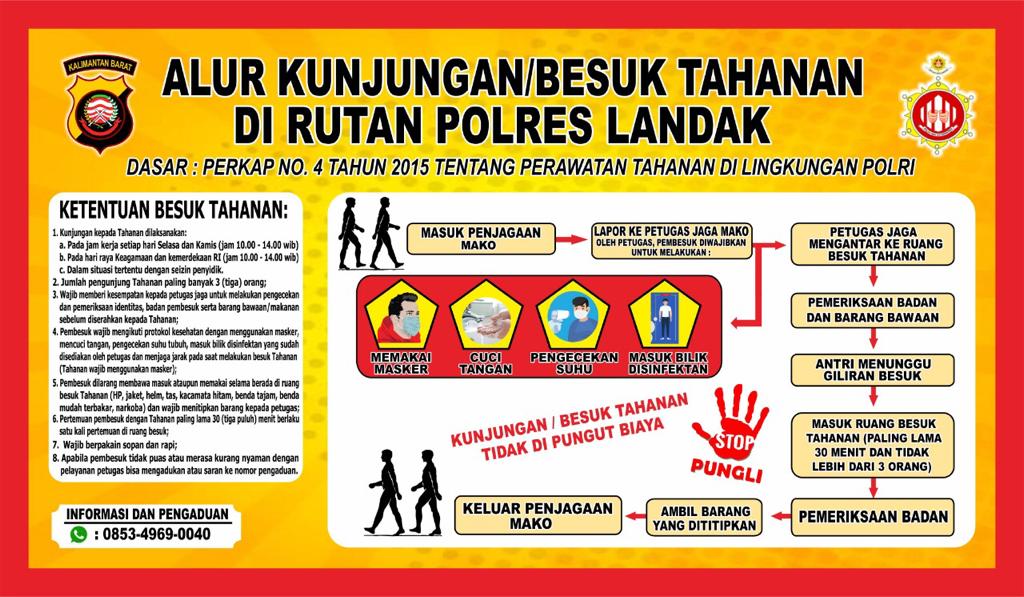 KALIMANTAN BARAT
ALUR KUNJUNGAN/BESUK TAHANAN
DI RUTAN POLRES LANDAK
DASAR : PERKAP NO. 4 TAHUN 2015 TENTANG PERAWATAN TAHANAN DI LINGKUNGAN POLRI
KETENTUAN BESUK TAHANAN:
1. Kunjungan kepada Tahanan dilaksanakan:
a. Pada jam kerja setiap hari Selasa dan Kamis (jam 10.00 - 14.00 wib)
b. Pada hari raya Keagamaan dan kemerdekaan RI (jam 10.00 - 14.00 wib)
c. Dalam situasi tertentu dengan seizin penyidik.
2. Jumlah pengunjung Tahanan paling banyak 3 (tiga) orang;
3. Wajib memberi kesempatan kepada petugas jaga untuk melakukan pengecekan
dan pemeriksaan identitas, badan pembesuk serta barang bawaan/makanan
sebelum diserahkan kepada Tahanan;
4. Pembesuk wajib mengikuti protokol kesehatan dengan menggunakan masker,
mencuci tangan, pengecekan suhu tubuh, masuk bilik disinfektan yang sudah
disediakan oleh petugas dan menjaga jarak pada saat melakukan besuk Tahanan
(Tahanan wajib menggunakan masker);
5. Pembesuk dilarang membawa masuk ataupun memakai selama berada di ruang
besuk Tahanan (HP, jaket, helm, tas, kacamata hitam, benda tajam, benda
mudah terbakar, narkoba) dan wajib menitipkan barang kepada petugas;
6. Pertemuan pembesuk dengan Tahanan paling lama 30 (tiga puluh) menit berlaku
satu kali pertemuan di ruang besuk;
7. Wajib berpakain sopan dan rapi;
8. Apabila pembesuk tidak puas atau merasa kurang nyaman dengan
pelayanan petugas bisa mengadukan atau saran ke nomor pengaduan.
INFORMASI DAN PENGADUAN
: 0853-4969-0040
MASUK PENJAGAAN
MAKO
LAPOR KE PETUGAS JAGA MAKO
OLEH PETUGAS, PEMBESUK DIWAJIBKAN
UNTUK MELAKUKAN :
MEMAKAI
MASKER
CUCI
TANGAN
PENGECEKAN
SUHU
MASUK BILIK
DISINFEKTAN
PETUGAS JAGA
MENGANTAR KE RUANG
BESUK TAHANAN
PEMERIKSAAN BADAN
DAN BARANG BAWAAN
ANTRI MENUNGGU
GILIRAN BESUK
MASUK RUANG BESUK
TAHANAN (PALING LAMA
30 MENIT DAN TIDAK
LEBIH DARI 3 ORANG)
PEMERIKSAAN BADAN
AMBIL BARANG
YANG DITITIPKAN
KELUAR PENJAGAAN
MAKO
KUNJUNGAN / BESUK TAHANAN
TIDAK DI PUNGUT BIAYA
STOP
PUNGLI